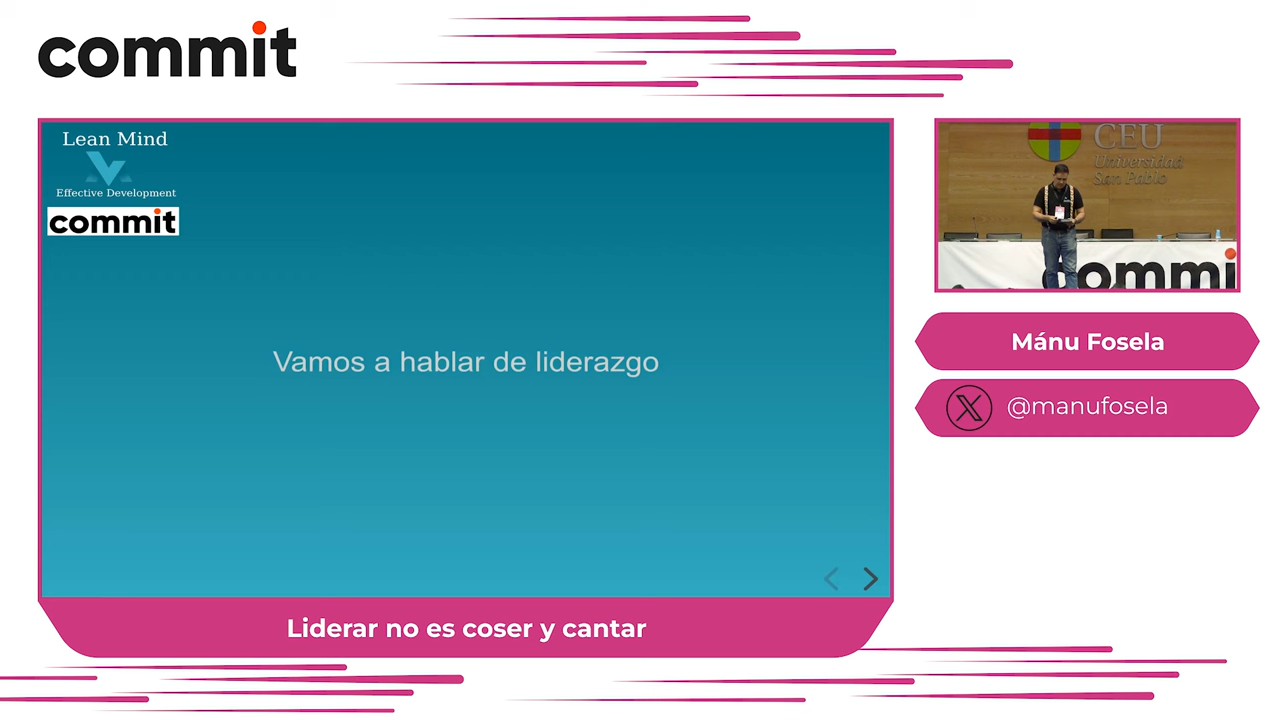 commit
Lean Mind
Effective Development
commit
Vamos a hablar de liderazgo
Liderar no es coser y cantar
CEU
Universidad
San Pablo
commi
Mánu Fosela
@manufosela